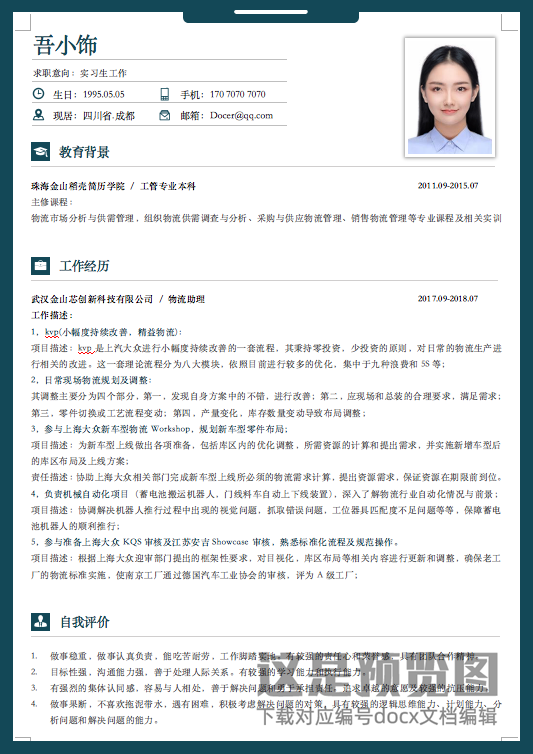 吾小饰
求职意向：实习生工作
生日：1995.05.05 手机：170 7070 7070
现居：四川省.成都 邮箱：Docer@qq.com
教育背景
珠海金山稻壳简历学院 / 工管专业本科 2011.09-2015.07
主修课程：
物流市场分析与供需管理，组织物流供需调查与分析、采购与供应物流管理、销售物流管理等专业课程及相关实训
工作经历
武汉金山芯创新科技有限公司 / 物流助理 2017.09-2018.07
工作描述：
1，kvp(小幅度持续改善，精益物流)：
项目描述：kvp 是上汽大众进行小幅度持续改善的一套流程，其秉持零投资，少投资的原则，对日常的物流生产进
行相关的改进。这一套理论流程分为八大模块，依照目前进行较多的优化，集中于九种浪费和 5S 等；
2，日常现场物流规划及调整：
其调整主要分为四个部分，第一，发现自身方案中的不错，进行改善；第二，应现场和总装的合理要求，满足需求；
第三，零件切换或工艺流程变动；第四，产量变化，库存数量变动导致布局调整；
3，参与上海大众新车型物流 Workshop，规划新车型零件布局；
项目描述：为新车型上线做出各项准备，包括库区内的优化调整，所需资源的计算和提出需求，并实施新增车型后
的库区布局及上线方案；
责任描述：协助上海大众相关部门完成新车型上线所必须的物流需求计算，提出资源需求，保证资源在期限前到位。
4，负责机械自动化项目（蓄电池搬运机器人，门线料车自动上下线装置），深入了解物流行业自动化情况与前景；
项目描述：协调解决机器人推行过程中出现的视觉问题，抓取错误问题，工位器具匹配度不足问题等等，保障蓄电
池机器人的顺利推行；
5，参与准备上海大众 KQS 审核及江苏安吉 Showcase 审核，熟悉标准化流程及规范操作。
项目描述：根据上海大众迎审部门提出的框架性要求，对目视化，库区布局等相关内容进行更新和调整，确保老工
厂的物流标准实施，使南京工厂通过德国汽车工业协会的审核，评为 A 级工厂；
自我评价
1. 做事稳重，做事认真负责，能吃苦耐劳，工作踏实落地。有较强的责任心和荣辱感，具有团队合作精神。
2. 目标性强，沟通能力强，善于处理人际关系。有较强的学习能力和执行能力。
3. 有强烈的集体认同感，容易与人相处，善于解决问题和勇于承担责任，追求卓越的意愿及较强的抗压能力；
4. 做事果断，不喜欢拖泥带水，遇有困难，积极考虑解决问题的对策，具有较强的逻辑思维能力、计划能力、分
析问题和解决问题的能力。
这是预览图
下载对应编号docx文档编辑